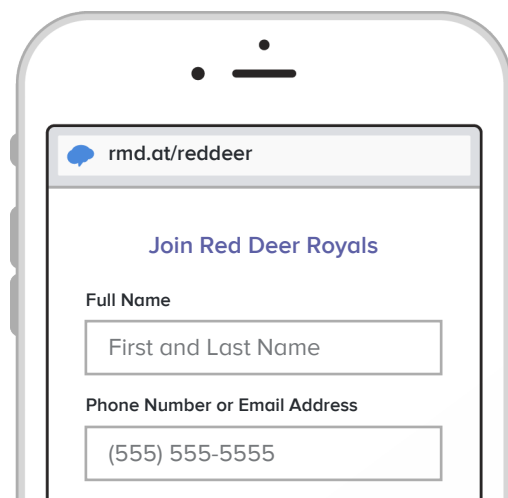 rmd.at/reddeer
Join Red Deer Royals
Full Name
First and Last Name
Phone Number or Email Address
(555) 555-5555